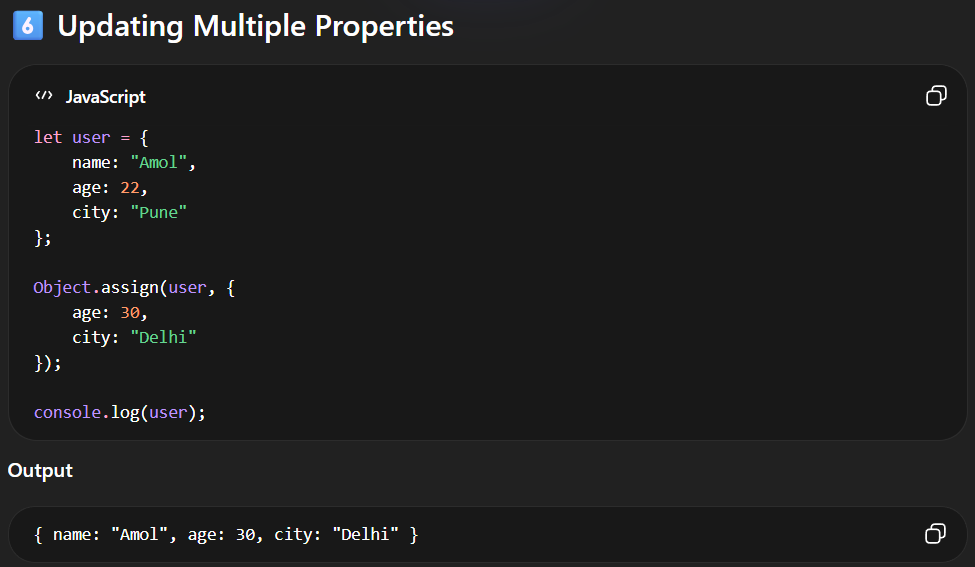 6 Updating Multiple Properties
</> JavaScript
let user = {
    name: "Amol",
    age: 22,
    city: "Pune"
};
Object.assign(user, {
    age: 30,
    city: "Delhi"
});
console.log(user);
Output
{ name: "Amol", age: 30, city: "Delhi" }